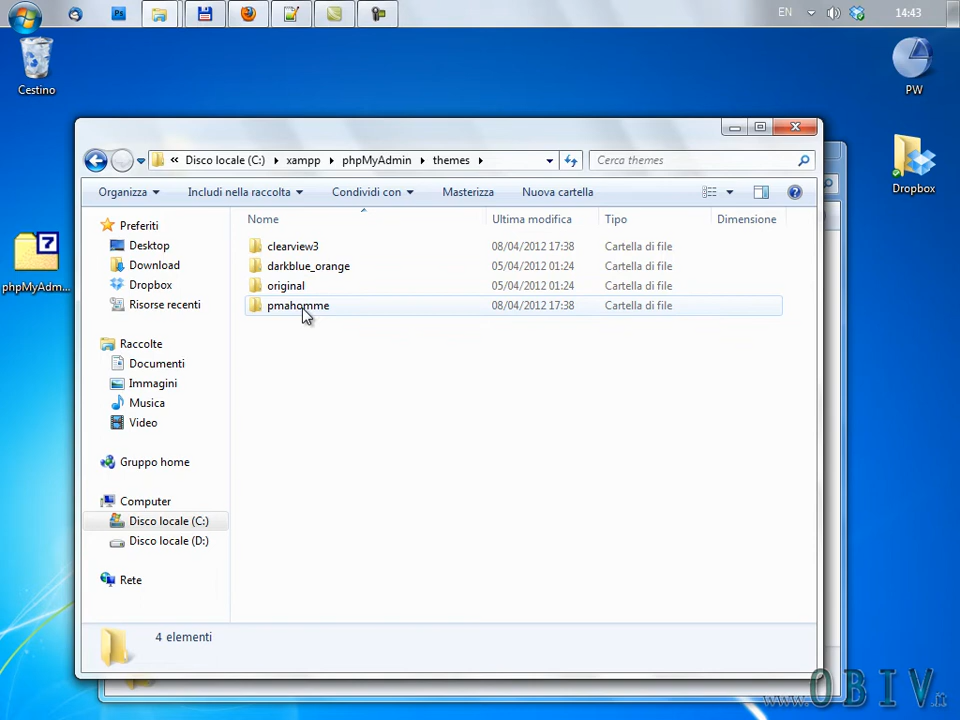 Ps
EN
14:43
Cestino
PW
Dropbox
7
phpMyAdm...
« Disco locale (C:) xampp phpMyAdmin themes
Cerca themes
Organizza Includi nella raccolta Condividi con Masterizza Nuova cartella
Nome Ultima modifica Tipo Dimensione
Preferiti
Desktop
Download
Dropbox
Risorse recenti
Raccolte
Documenti
Immagini
Musica
Video
Gruppo home
Computer
Disco locale (C:)
Disco locale (D:)
Rete
clearview3 08/04/2012 17:38 Cartella di file
darkblue_orange 05/04/2012 01:24 Cartella di file
original 05/04/2012 01:24 Cartella di file
pmahomme 08/04/2012 17:38 Cartella di file
4 elementi
www.OBIV.it